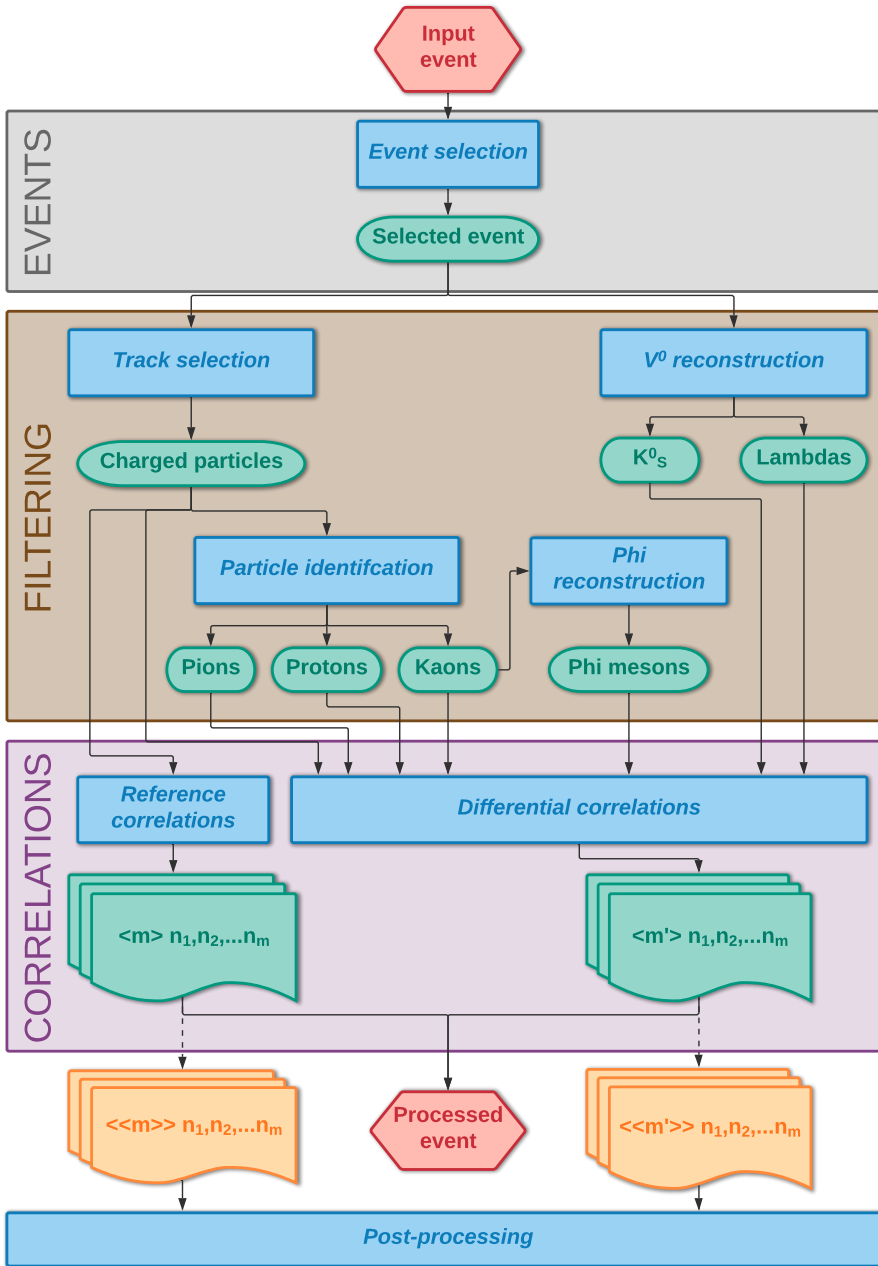 Input
event
EVENTS
Event selection
Selected event
FILTERING
Track selection
V⁰ reconstruction
Charged particles
K⁰ₛ
Lambdas
Particle identifcation
Phi
reconstruction
Pions
Protons
Kaons
Phi mesons
CORRELATIONS
Reference
correlations
Differential correlations
<m> n₁,n₂,...nₘ
<m'> n₁,n₂,...nₘ
<<m>> n₁,n₂,...nₘ
Processed
event
<<m'>> n₁,n₂,...nₘ
Post-processing